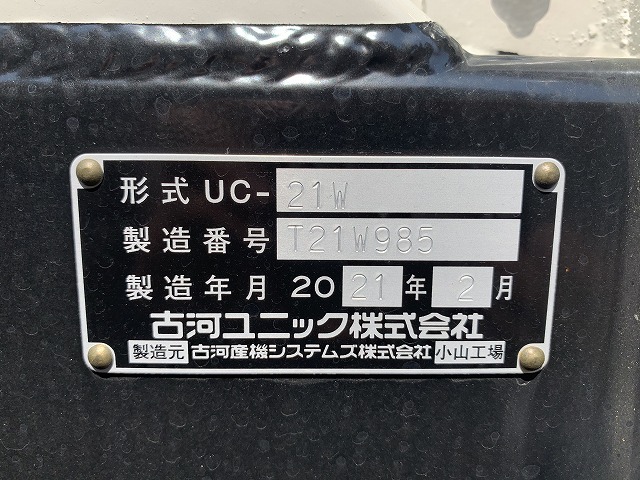 形式 UC-21W
製造番号 T21W985
製造年月 2021年 2月
古河ユニック株式会社
製造元 古河産機システムズ株式会社 小山工場